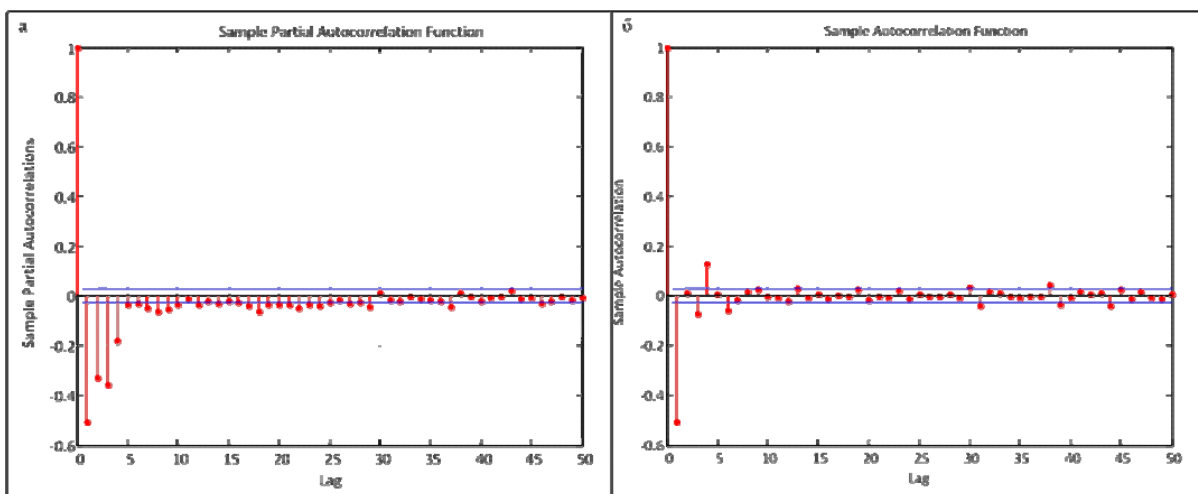 а
Sample Partial Autocorrelation Function
Sample Partial Autocorrelations
1
0.8
0.6
0.4
0.2
0
-0.2
-0.4
-0.6
0 5 10 15 20 25 30 35 40 45 50
Lag
б
Sample Autocorrelation Function
Sample Autocorrelation
1
0.8
0.6
0.4
0.2
0
-0.2
-0.4
-0.6
0 5 10 15 20 25 30 35 40 45 50
Lag